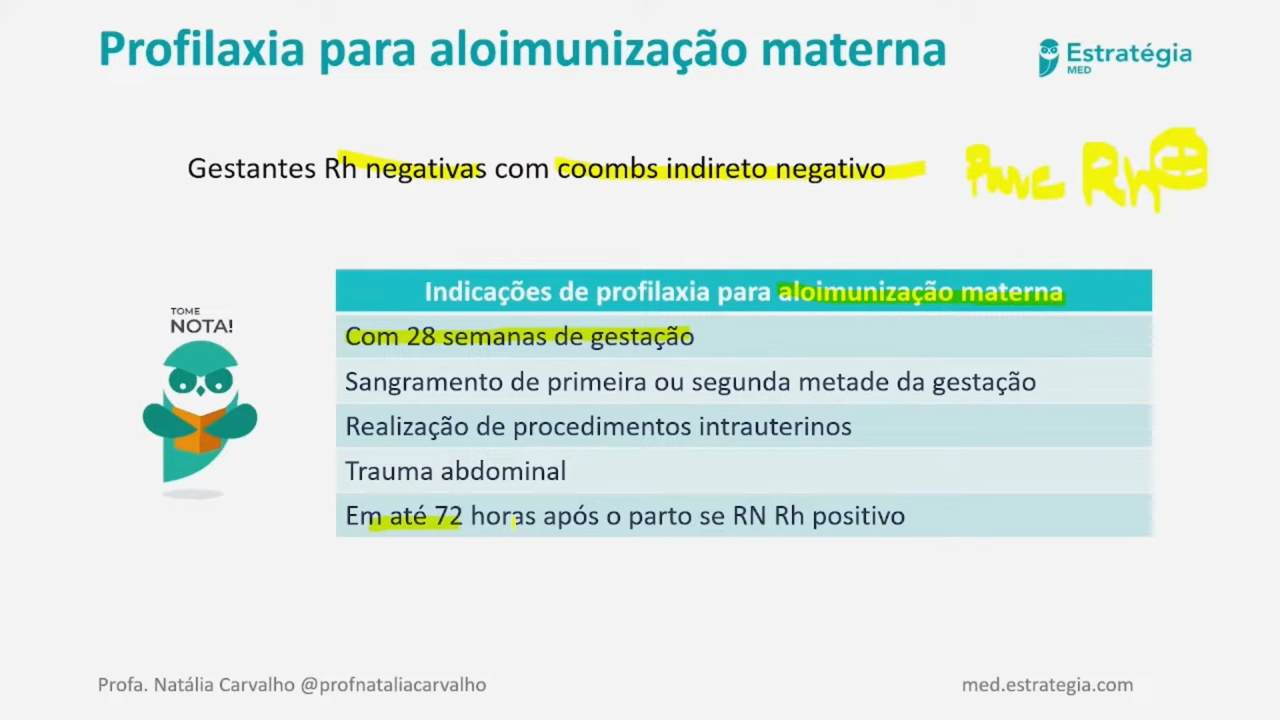 Profilaxia para aloimunização materna
Estratégia
MED
Gestantes Rh negativas com coombs indireto negativo
Rh
TOME
NOTA!
Indicações de profilaxia para aloimunização materna
Com 28 semanas de gestação
Sangramento de primeira ou segunda metade da gestação
Realização de procedimentos intrauterinos
Trauma abdominal
Em até 72 horas após o parto se RN Rh positivo
Profa. Natália Carvalho @profnataliacarvalho
med.estrategia.com